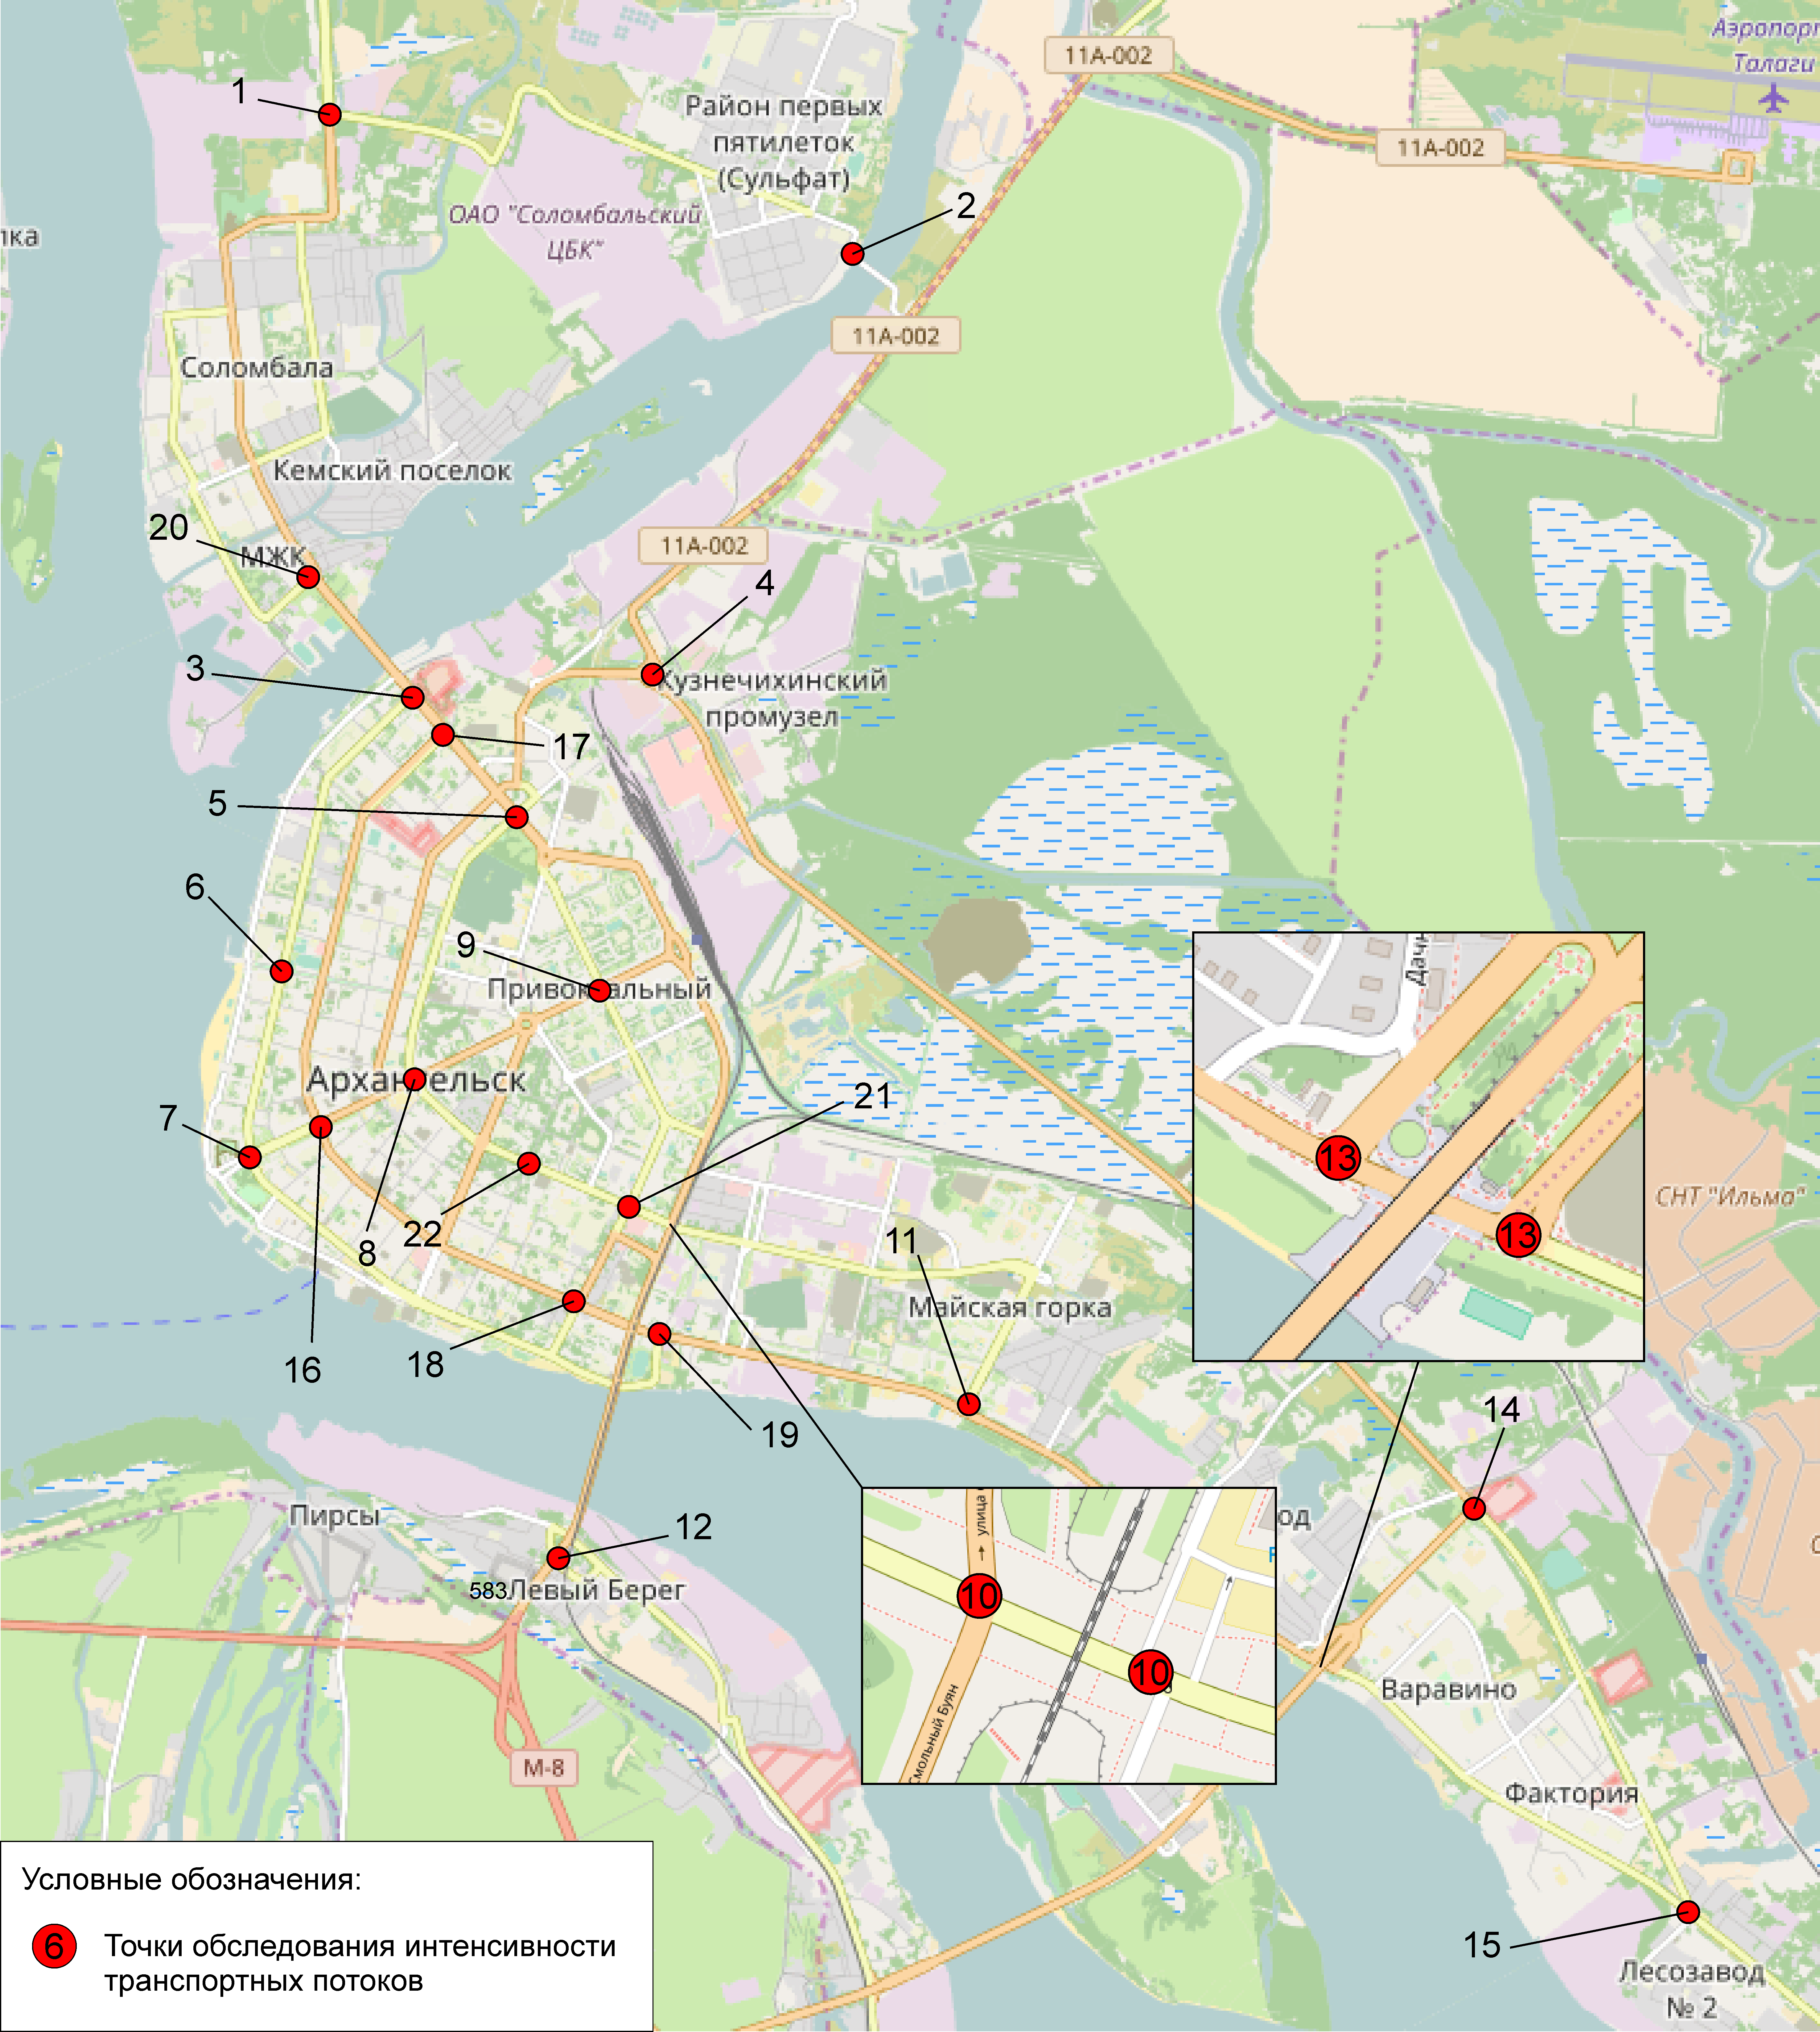 11А-002
Аэропорт
Талаги
1
Район первых
пятилеток
(Сульфат)
11А-002
2
ОАО "Соломбальский
ЦБК"
лка
11А-002
Соломбала
Кемский поселок
20
МЖК
11А-002
4
3
Кузнечихинский
промузел
17
5
6
9
Привокзальный
Дачн
Архангельск
21
7
13
13
СНТ "Ильма"
22
8
11
Майская горка
16
18
19
14
Пирсы
12
583
Левый Берег
улица
10
10
Смольный Буян
од
Варавино
М-8
Фактория
Условные обозначения:
6
Точки обследования интенсивности
транспортных потоков
15
Лесозавод
№ 2